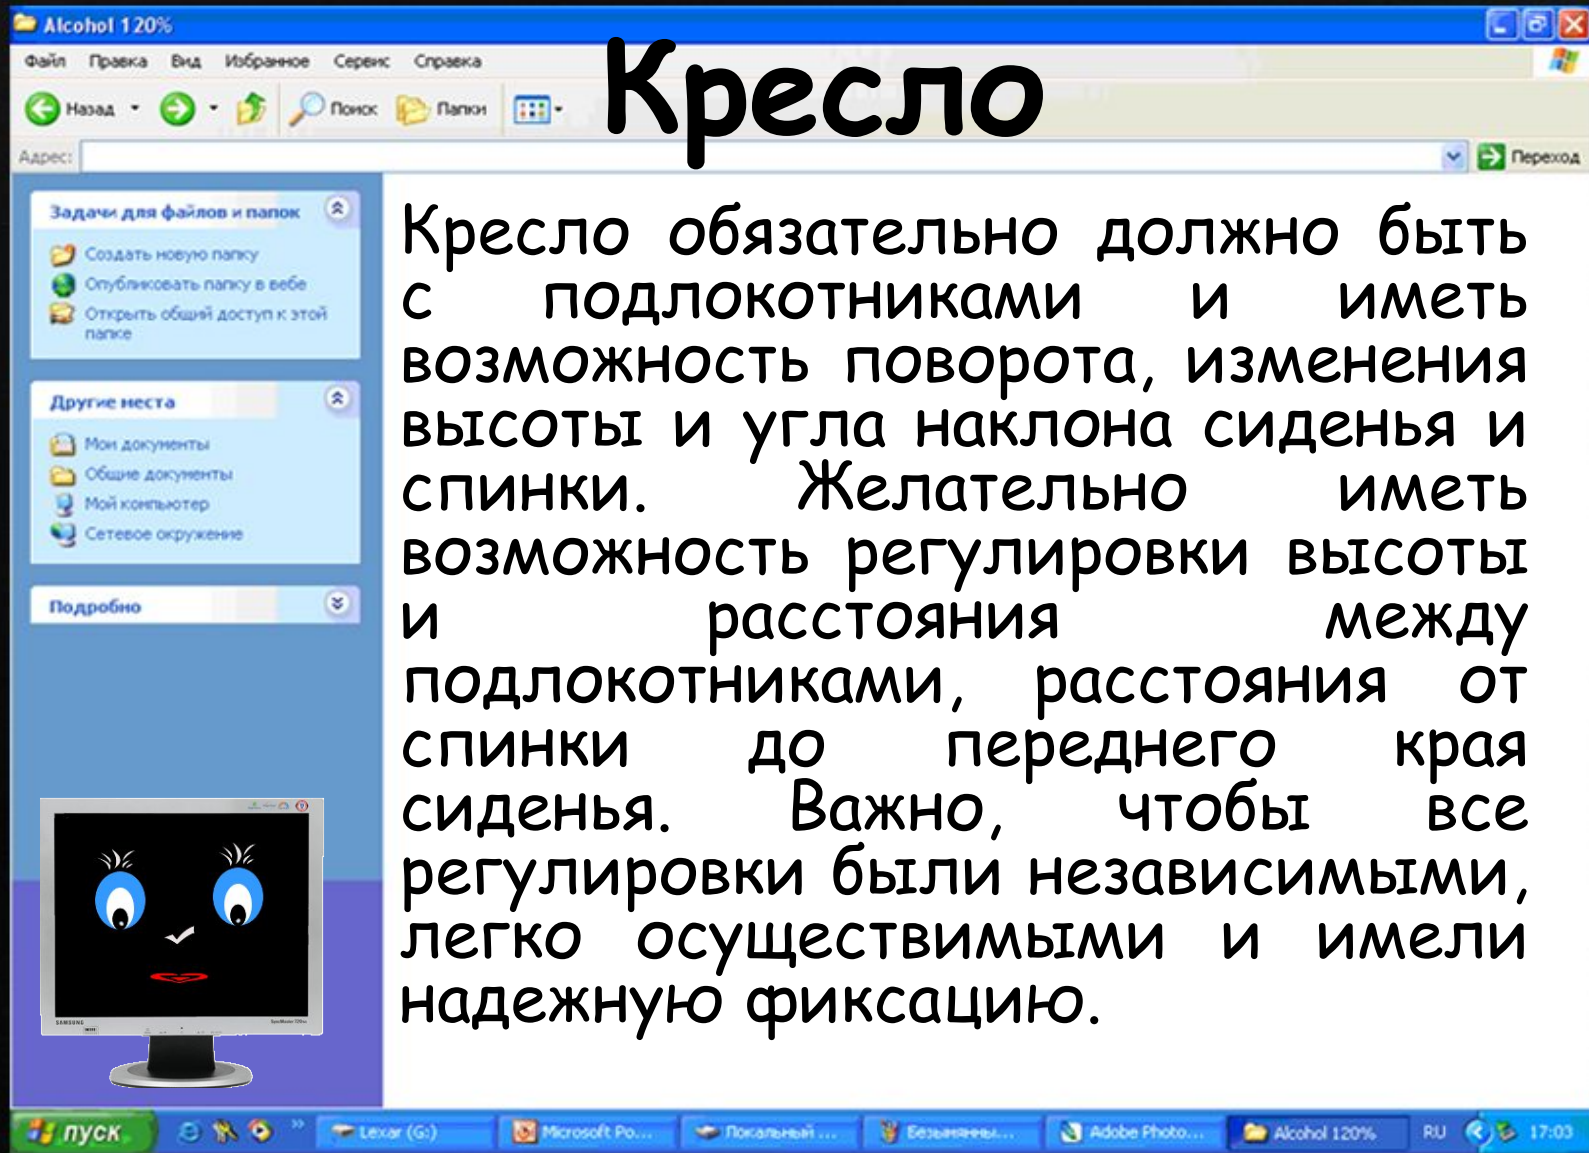 Alcohol 120%
Файл Правка Вид Избранное Сервис Справка
Кресло
Назад Поиск Папки
Адрес: Переход
Задачи для файлов и папок
Создать новую папку
Опубликовать папку в вебе
Открыть общий доступ к этой
папке
Другие места
Мои документы
Общие документы
Мой компьютер
Сетевое окружение
Подробно
Кресло обязательно должно быть
с подлокотниками и иметь
возможность поворота, изменения
высоты и угла наклона сиденья и
спинки. Желательно иметь
возможность регулировки высоты
и расстояния между
подлокотниками, расстояния от
спинки до переднего края
сиденья. Важно, чтобы все
регулировки были независимыми,
легко осуществимыми и имели
надежную фиксацию.
SAMSUNG
пуск Lexar (G:) Microsoft Po... Локальный ... Безымянны... Adobe Photo... Alcohol 120% RU 17:03